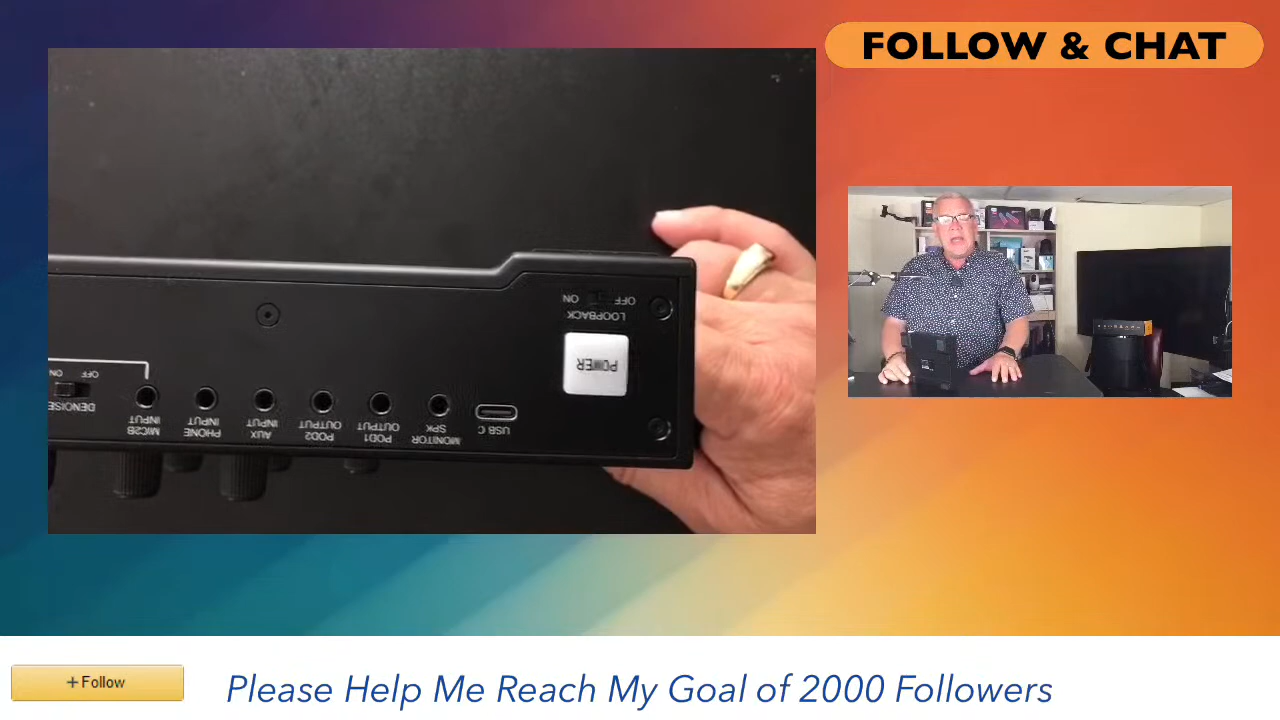 FOLLOW & CHAT
ON OFF
LOOPBACK
POWER
ON OFF
DENOISE
MIC2B
INPUT
PHONE
INPUT
AUX
INPUT
POD2
OUTPUT
POD1
OUTPUT
MONITOR
SPK
USB C
+Follow
Please Help Me Reach My Goal of 2000 Followers